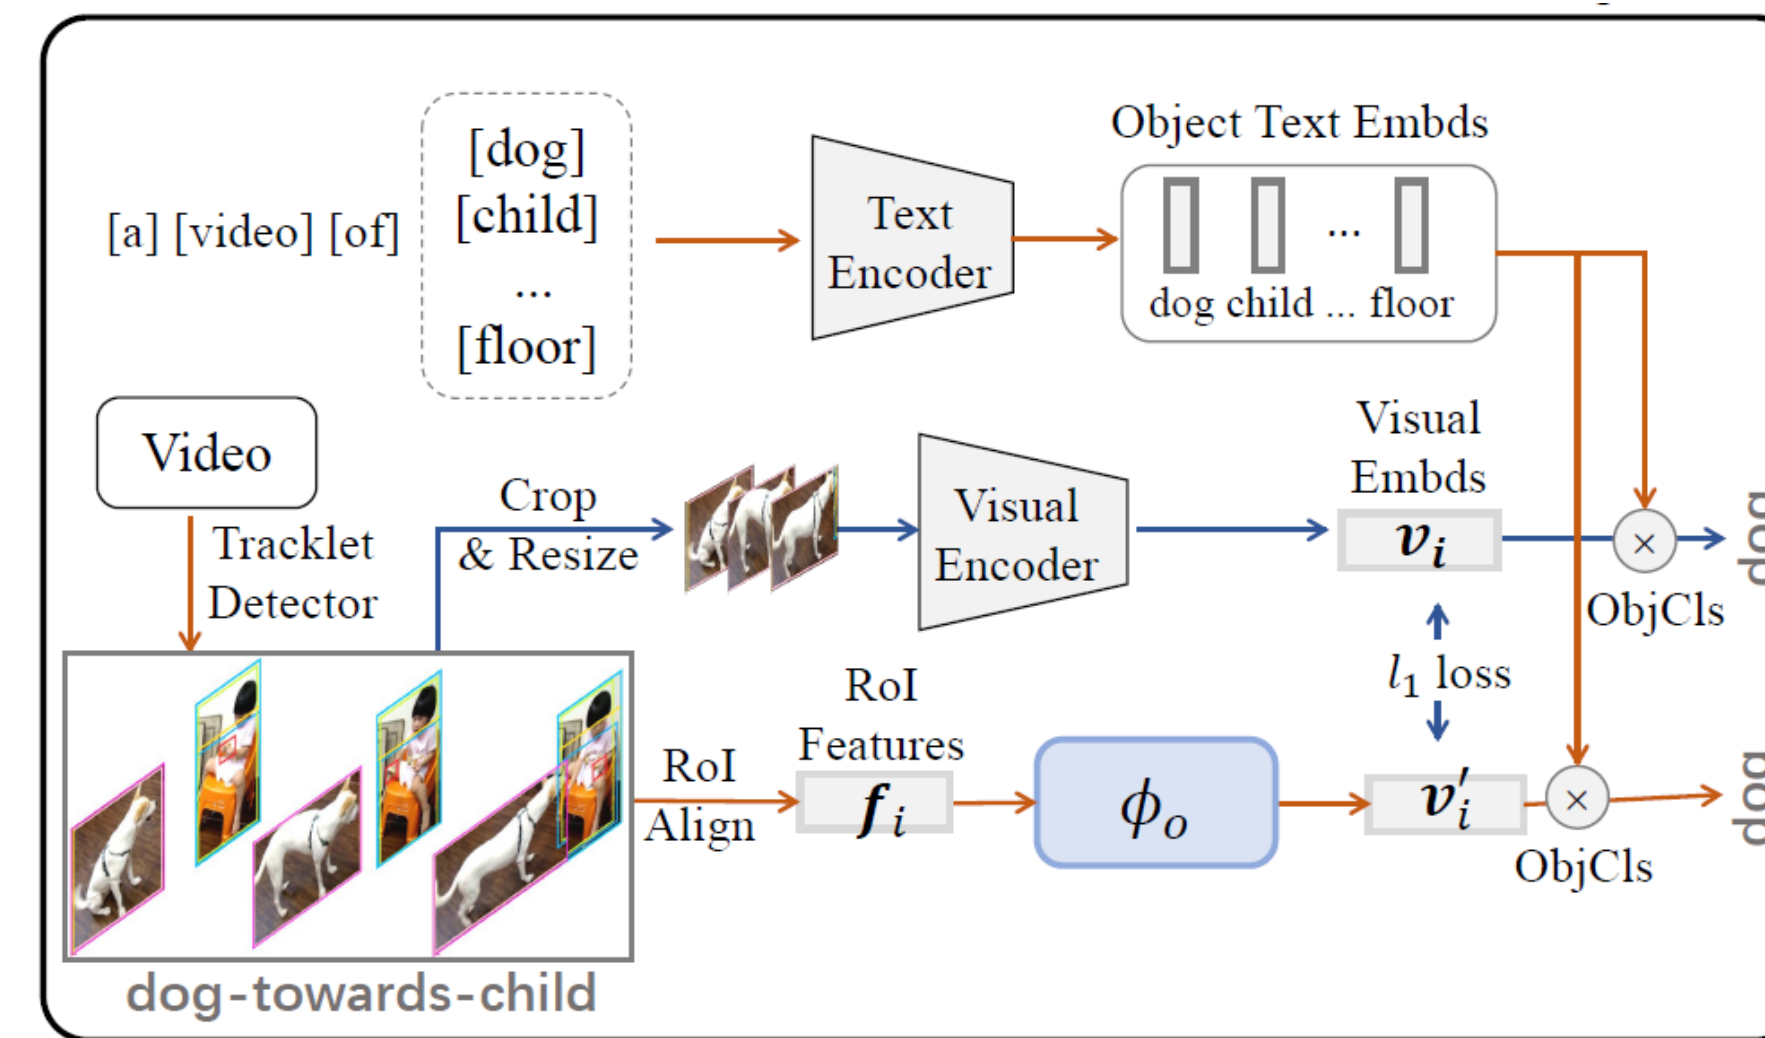 Object Text Embds
[dog]
[child]
...
[floor]
[a] [video] [of]
Text
Encoder
...
dog child ... floor
Video
Tracklet
Detector
Crop
& Resize
Visual
Encoder
Visual
Embds
v_i
ObjCls
dog
l_1 loss
RoI
Align
RoI
Features
f_i
ϕ_o
v'_i
ObjCls
dog
dog-towards-child